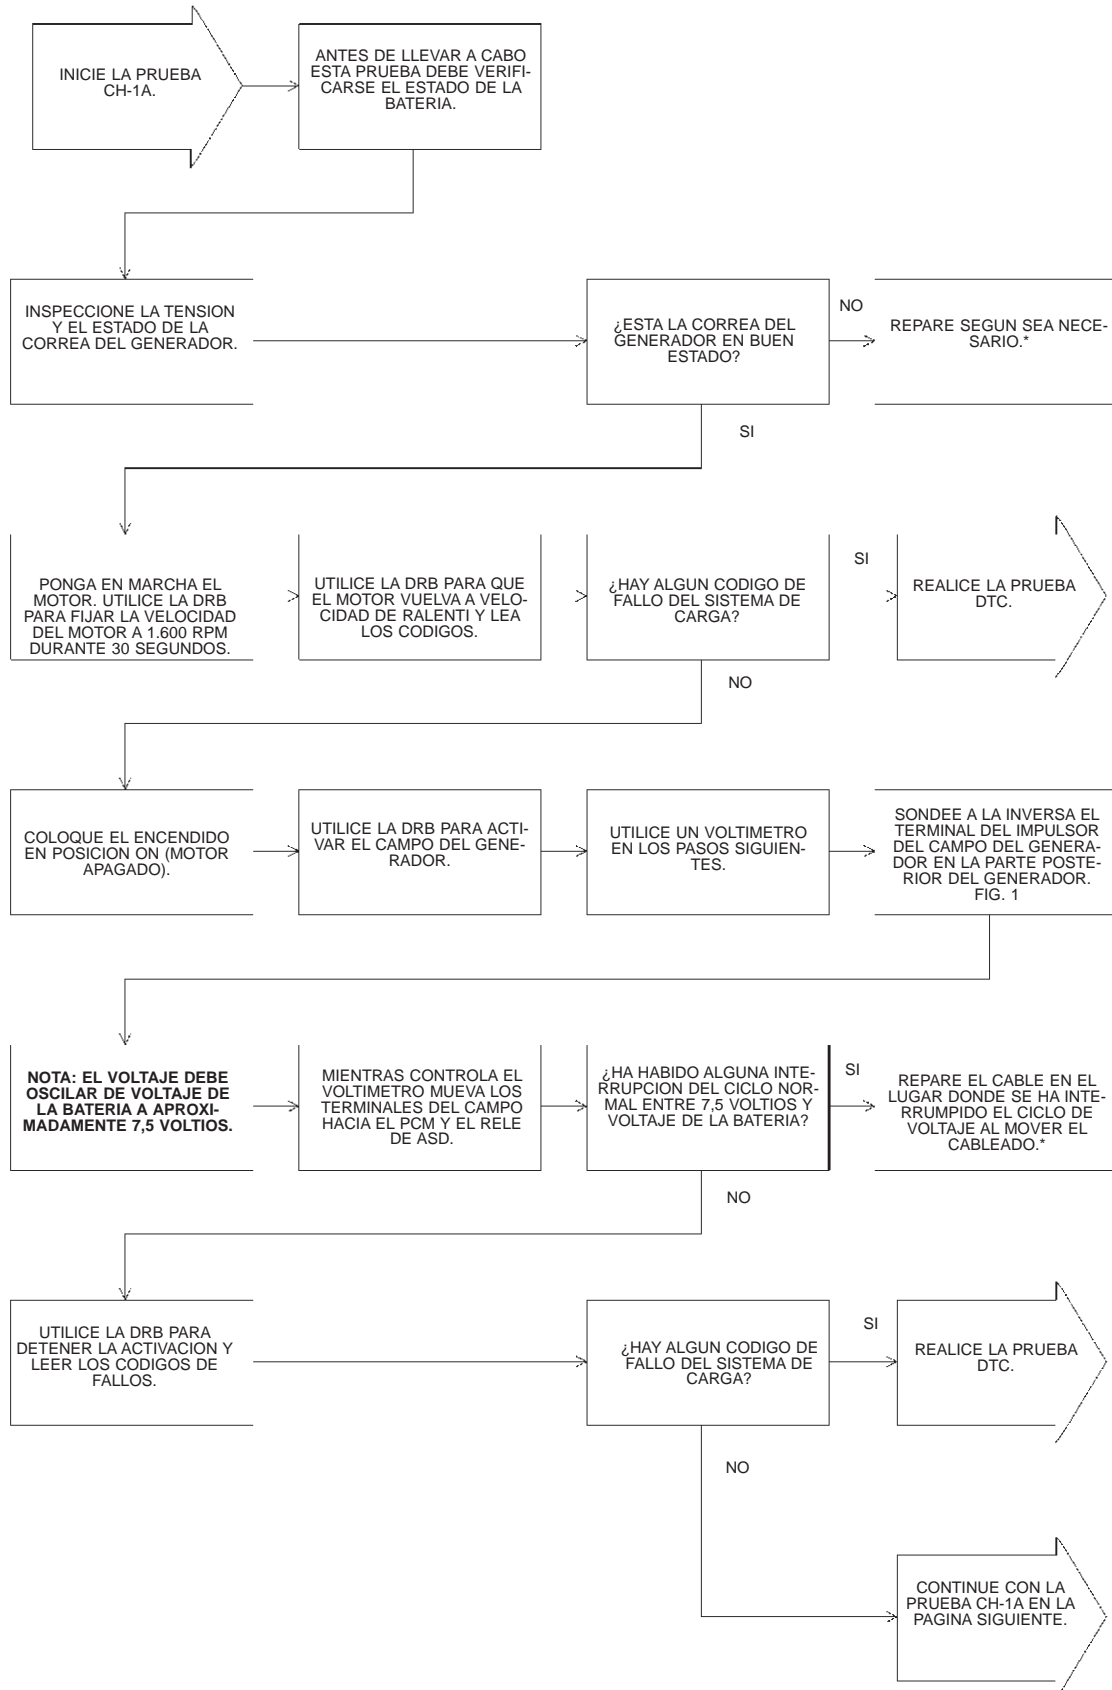 INICIE LA PRUEBA
CH-1A.
ANTES DE LLEVAR A CABO
ESTA PRUEBA DEBE VERIFI-
CARSE EL ESTADO DE LA
BATERIA.
INSPECCIONE LA TENSION
Y EL ESTADO DE LA
CORREA DEL GENERADOR.
¿ESTA LA CORREA DEL
GENERADOR EN BUEN
ESTADO?
NO
REPARE SEGUN SEA NECE-
SARIO.*
SI
PONGA EN MARCHA EL
MOTOR. UTILICE LA DRB
PARA FIJAR LA VELOCIDAD
DEL MOTOR A 1.600 RPM
DURANTE 30 SEGUNDOS.
UTILICE LA DRB PARA QUE
EL MOTOR VUELVA A VELO-
CIDAD DE RALENTI Y LEA
LOS CODIGOS.
¿HAY ALGUN CODIGO DE
FALLO DEL SISTEMA DE
CARGA?
SI
REALICE LA PRUEBA
DTC.
NO
COLOQUE EL ENCENDIDO
EN POSICION ON (MOTOR
APAGADO).
UTILICE LA DRB PARA ACTI-
VAR EL CAMPO DEL GENE-
RADOR.
UTILICE UN VOLTIMETRO
EN LOS PASOS SIGUIEN-
TES.
SONDEE A LA INVERSA EL
TERMINAL DEL IMPULSOR
DEL CAMPO DEL GENERA-
DOR EN LA PARTE POSTE-
RIOR DEL GENERADOR.
FIG. 1
NOTA: EL VOLTAJE DEBE
OSCILAR DE VOLTAJE DE
LA BATERIA A APROXI-
MADAMENTE 7,5 VOLTIOS.
MIENTRAS CONTROLA EL
VOLTIMETRO MUEVA LOS
TERMINALES DEL CAMPO
HACIA EL PCM Y EL RELE
DE ASD.
¿HA HABIDO ALGUNA INTE-
RRUPCION DEL CICLO NOR-
MAL ENTRE 7,5 VOLTIOS Y
VOLTAJE DE LA BATERIA?
SI
REPARE EL CABLE EN EL
LUGAR DONDE SE HA INTE-
RRUMPIDO EL CICLO DE
VOLTAJE AL MOVER EL
CABLEADO.*
NO
UTILICE LA DRB PARA
DETENER LA ACTIVACION Y
LEER LOS CODIGOS DE
FALLOS.
¿HAY ALGUN CODIGO DE
FALLO DEL SISTEMA DE
CARGA?
SI
REALICE LA PRUEBA
DTC.
NO
CONTINUE CON LA
PRUEBA CH-1A EN LA
PAGINA SIGUIENTE.